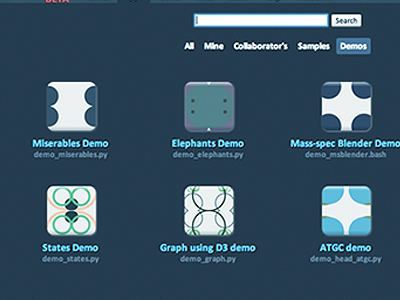 BETA
Search
All Mine Collaborator's Samples Demos
Miserables Demo Elephants Demo Mass-spec Blender Demo
demo_miserables.py demo_elephants.py demo_msblender.bash
States Demo Graph using D3 demo ATGC demo
demo_states.py demo_graph.py demo_head_atgc.py